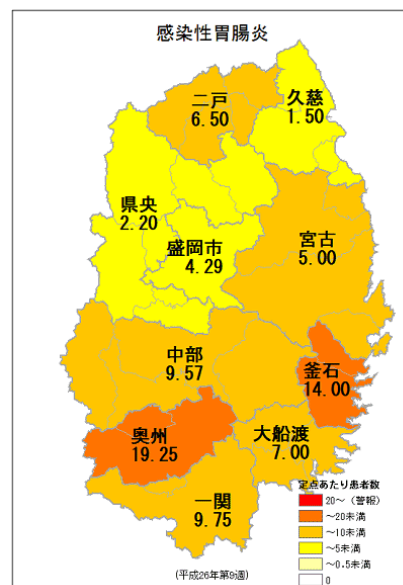 感染性胃腸炎
二戸
6.50
久慈
1.50
県央
2.20
盛岡市
4.29
宮古
5.00
中部
9.57
釜石
14.00
奥州
19.25
大船渡
7.00
一関
9.75
定点あたり患者数
20～（警報）
～20未満
～10未満
～5未満
～0.5未満
0
(平成26年第9週)